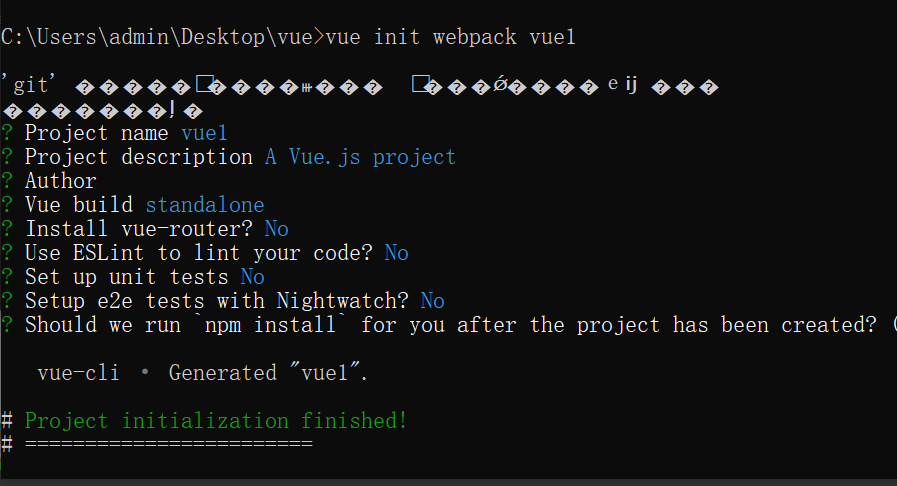 C:\Users\admin\Desktop\vue>vue init webpack vue1
'git'
? Project name vue1
? Project description A Vue.js project
? Author
? Vue build standalone
? Install vue-router? No
? Use ESLint to lint your code? No
? Set up unit tests No
? Setup e2e tests with Nightwatch? No
? Should we run `npm install` for you after the project has been created? (
vue-cli · Generated "vue1".
# Project initialization finished!
# ========================